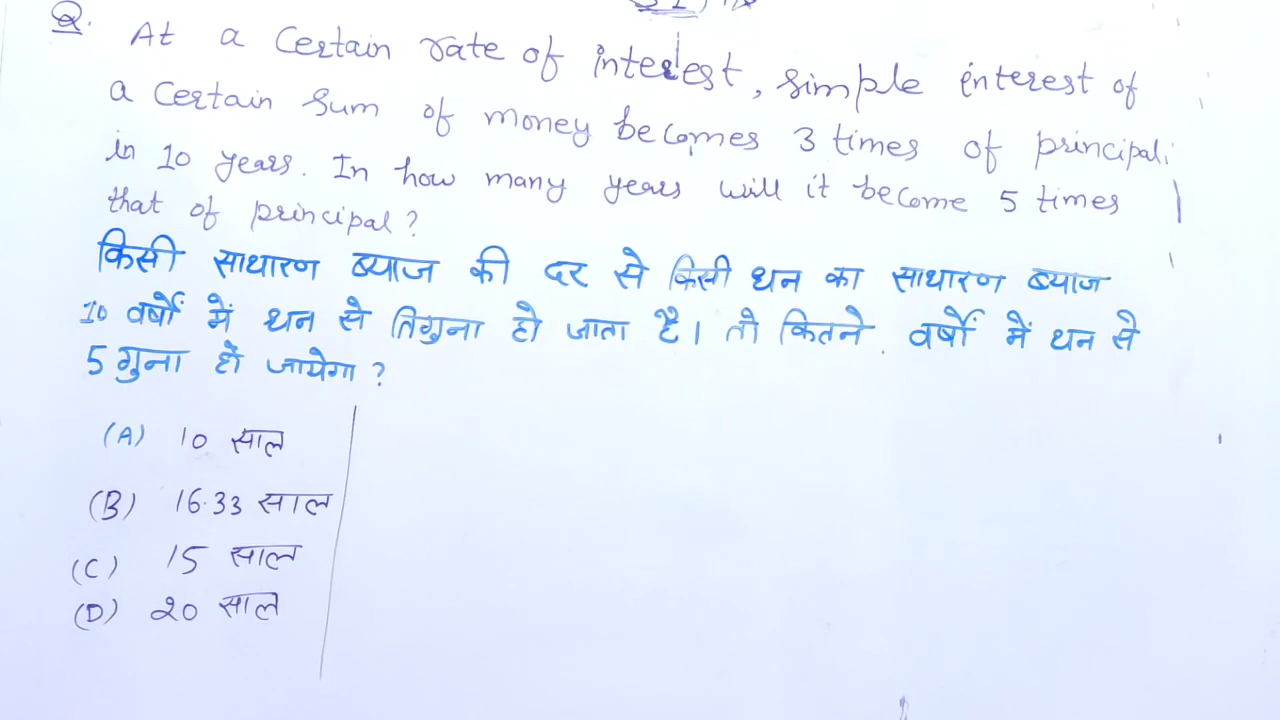 Q. At a certain rate of interest, simple interest of
a certain sum of money becomes 3 times of principal
in 10 years. In how many years will it become 5 times
that of principal?
किसी साधारण ब्याज की दर से किसी धन का साधारण ब्याज
10 वर्षों में धन से तिगुना हो जाता है। तो कितने वर्षों में धन से
5 गुना हो जायेगा?
(A) 10 साल
(B) 16.33 साल
(C) 15 साल
(D) 20 साल